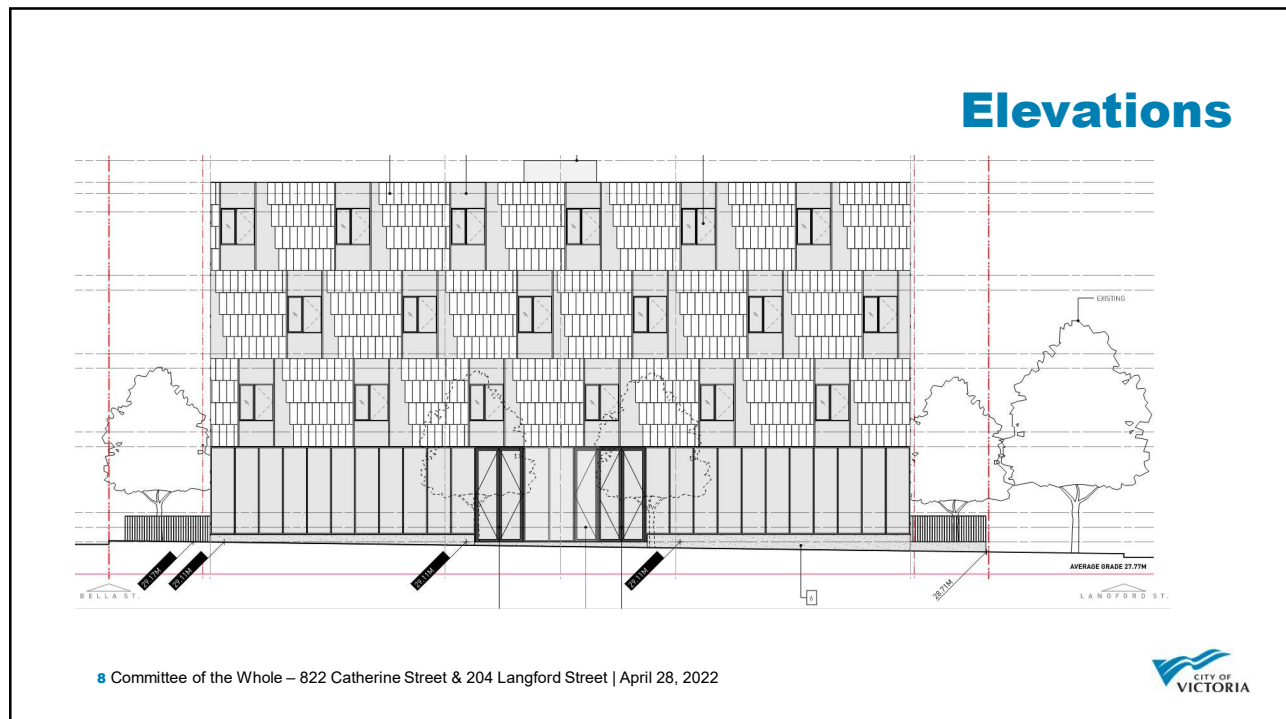 Elevations
EXISTING
29.17M
29.11M
29.11M
29.11M
28.71M
AVERAGE GRADE 27.77M
BELLA ST.
LANGFORD ST.
6
8 Committee of the Whole – 822 Catherine Street & 204 Langford Street | April 28, 2022
CITY OF
VICTORIA